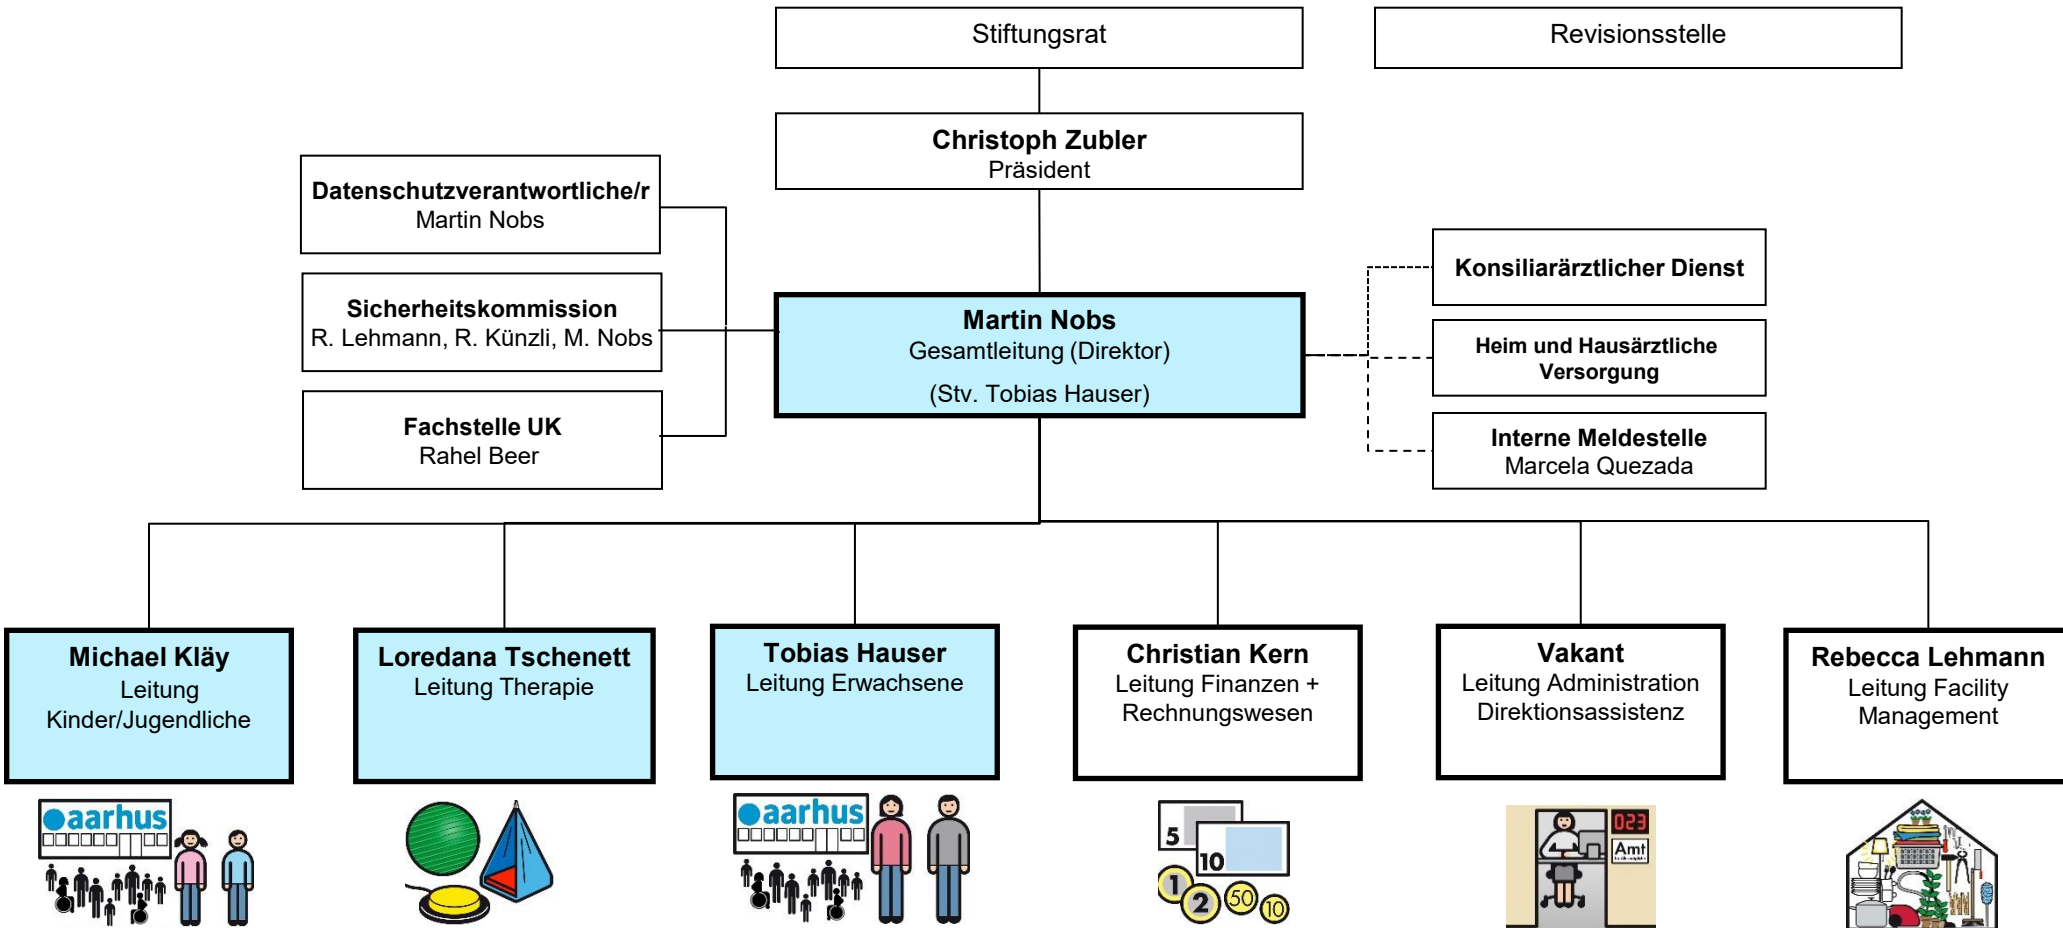 Stiftungsrat
Revisionsstelle
Christoph Zubler
Präsident
Datenschutzverantwortliche/r
Martin Nobs
Sicherheitskommission
R. Lehmann, R. Künzli, M. Nobs
Fachstelle UK
Rahel Beer
Martin Nobs
Gesamtleitung (Direktor)
(Stv. Tobias Hauser)
Konsiliarärztlicher Dienst
Heim und Hausärztliche
Versorgung
Interne Meldestelle
Marcela Quezada
Michael Kläy
Leitung
Kinder/Jugendliche
Loredana Tschenett
Leitung Therapie
Tobias Hauser
Leitung Erwachsene
Christian Kern
Leitung Finanzen +
Rechnungswesen
Vakant
Leitung Administration
Direktionsassistenz
Rebecca Lehmann
Leitung Facility
Management
aarhus
aarhus
5
10
1
2
50
10
023
Amt